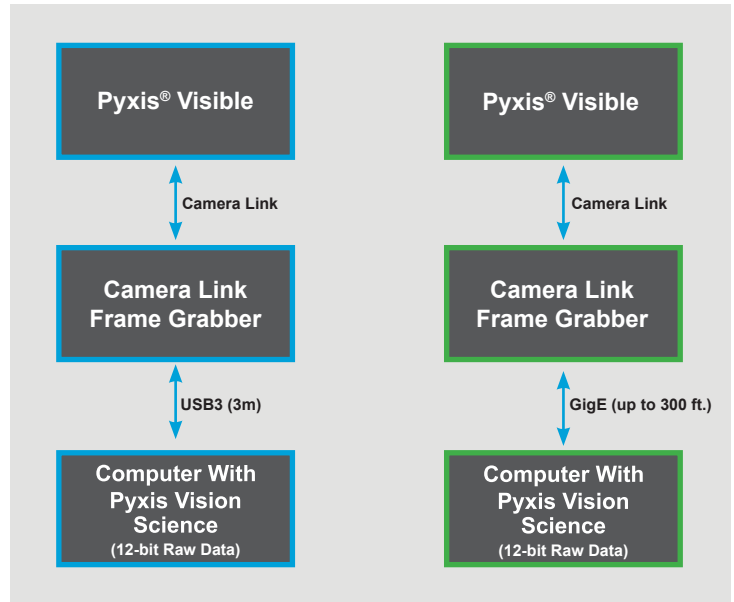 Pyxis® Visible
Camera Link
Camera Link
Frame Grabber
USB3 (3m)
Computer With
Pyxis Vision
Science
(12-bit Raw Data)
Pyxis® Visible
Camera Link
Camera Link
Frame Grabber
GigE (up to 300 ft.)
Computer With
Pyxis Vision
Science
(12-bit Raw Data)